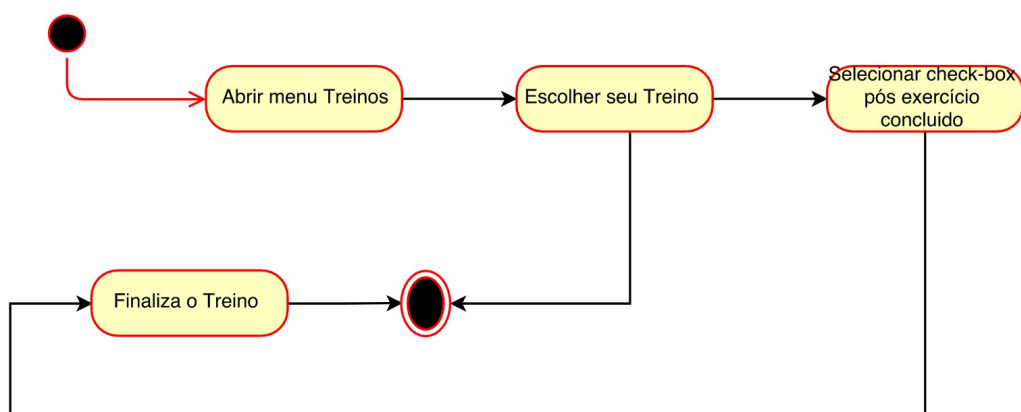 Abrir menu Treinos
Escolher seu Treino
Selecionar check-box
pós exercício
concluido
Finaliza o Treino